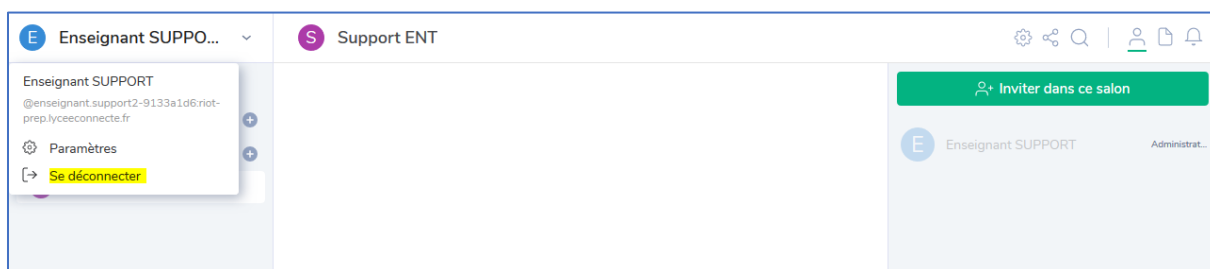 E Enseignant SUPPO...
S Support ENT
Enseignant SUPPORT
@enseignant.support2-9133a1d6:riot-
prep.lyceeconnecte.fr
Paramètres
Se déconnecter
Inviter dans ce salon
E Enseignant SUPPORT Administrat...